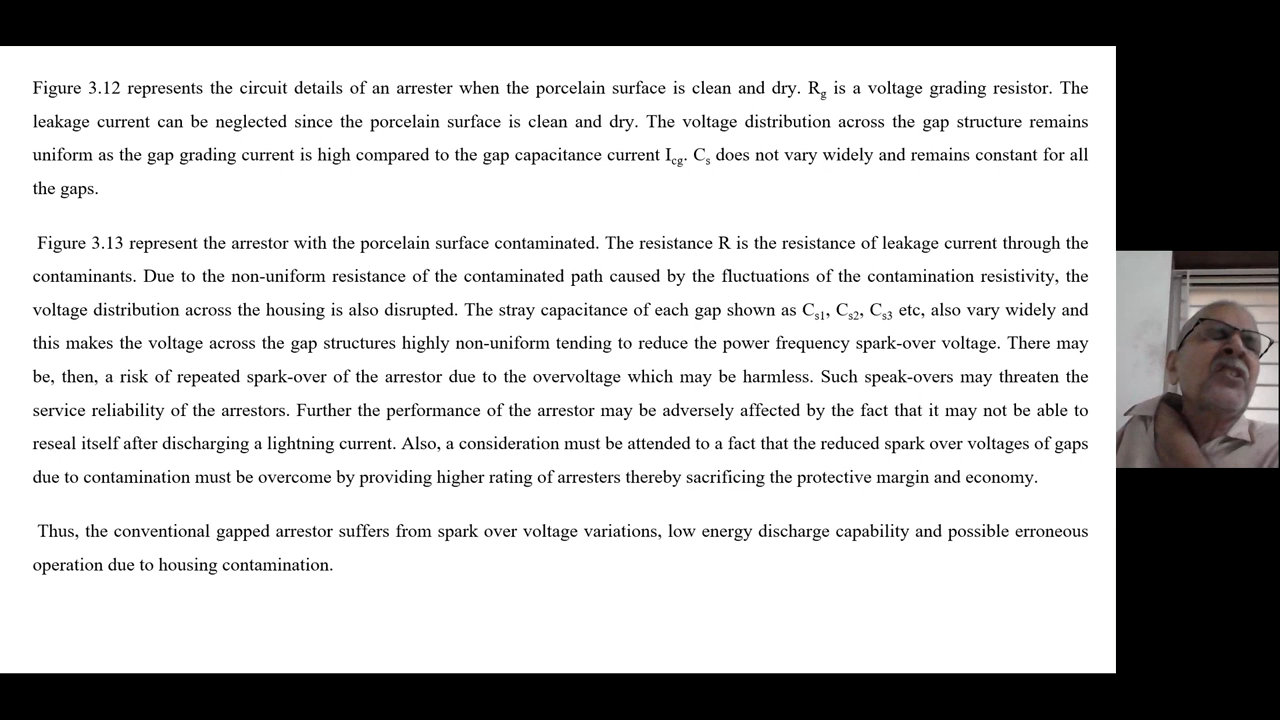 Figure 3.12 represents the circuit details of an arrester when the porcelain surface is clean and dry. Rg is a voltage grading resistor. The
leakage current can be neglected since the porcelain surface is clean and dry. The voltage distribution across the gap structure remains
uniform as the gap grading current is high compared to the gap capacitance current Icg. Cs does not vary widely and remains constant for all
the gaps.
Figure 3.13 represent the arrestor with the porcelain surface contaminated. The resistance R is the resistance of leakage current through the
contaminants. Due to the non-uniform resistance of the contaminated path caused by the fluctuations of the contamination resistivity, the
voltage distribution across the housing is also disrupted. The stray capacitance of each gap shown as Cs1, Cs2, Cs3 etc, also vary widely and
this makes the voltage across the gap structures highly non-uniform tending to reduce the power frequency spark-over voltage. There may
be, then, a risk of repeated spark-over of the arrestor due to the overvoltage which may be harmless. Such speak-overs may threaten the
service reliability of the arrestors. Further the performance of the arrestor may be adversely affected by the fact that it may not be able to
reseal itself after discharging a lightning current. Also, a consideration must be attended to a fact that the reduced spark over voltages of gaps
due to contamination must be overcome by providing higher rating of arresters thereby sacrificing the protective margin and economy.
Thus, the conventional gapped arrestor suffers from spark over voltage variations, low energy discharge capability and possible erroneous
operation due to housing contamination.